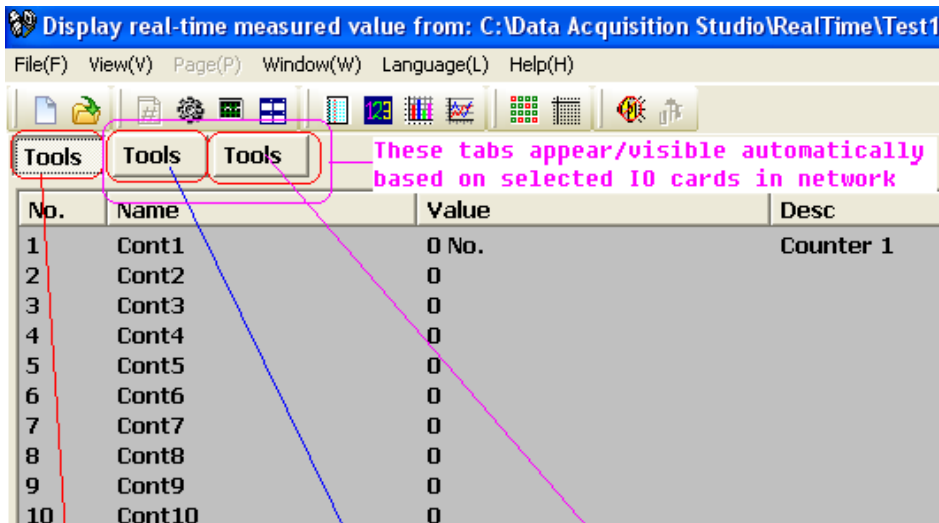 Display real-time measured value from: C:\Data Acquisition Studio\RealTime\Test1
File(F) View(V) Page(P) Window(W) Language(L) Help(H)
123
Tools Tools Tools
These tabs appear/visible automatically
based on selected IO cards in network
No. Name Value Desc
1 Cont1 0 No. Counter 1
2 Cont2 0
3 Cont3 0
4 Cont4 0
5 Cont5 0
6 Cont6 0
7 Cont7 0
8 Cont8 0
9 Cont9 0
10 Cont10 0